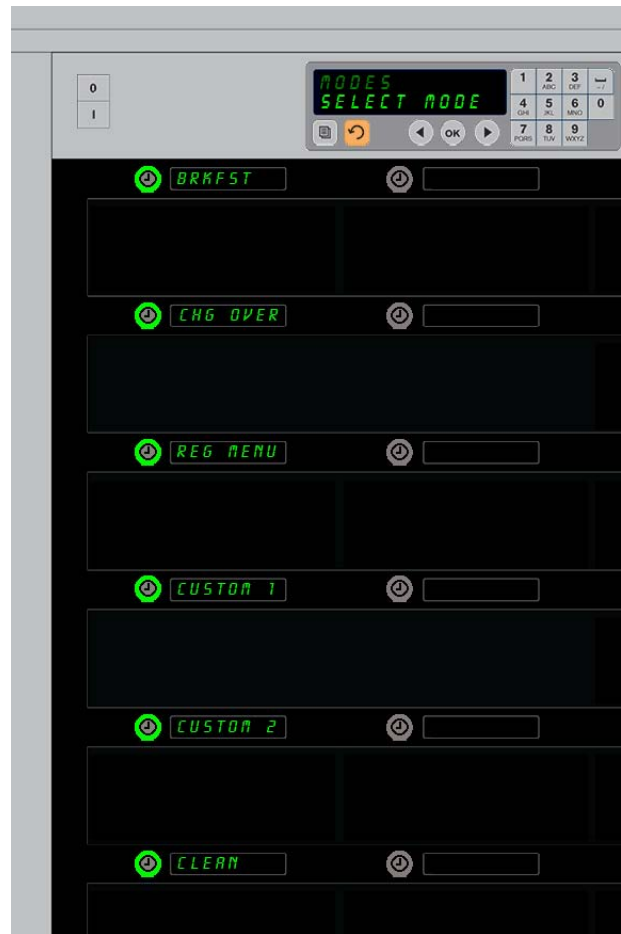 0
I
MODES
SELECT MODE
1 2 ABC 3 DEF - /
4 GHI 5 JKL 6 MNO 0
7 PQRS 8 TUV 9 WXYZ
OK
BRKFST
CHG OVER
REG MENU
CUSTOM 1
CUSTOM 2
CLEAN